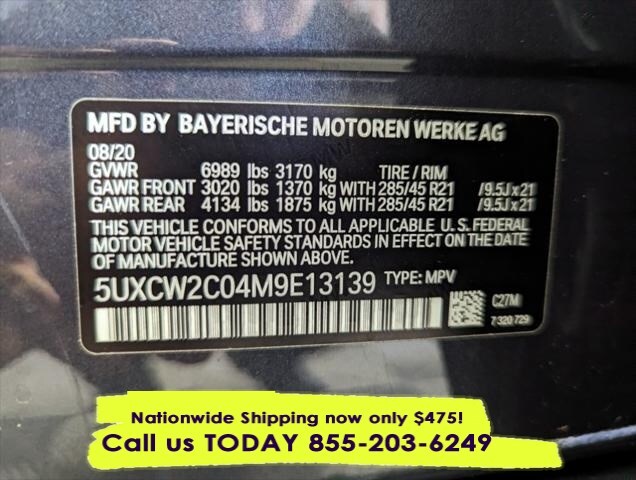 MFD BY BAYERISCHE MOTOREN WERKE AG
08/20
GVWR 6989 lbs 3170 kg TIRE / RIM
GAWR FRONT 3020 lbs 1370 kg WITH 285/45 R21 /9.5J x 21
GAWR REAR 4134 lbs 1875 kg WITH 285/45 R21 /9.5J x 21
THIS VEHICLE CONFORMS TO ALL APPLICABLE U. S. FEDERAL
MOTOR VEHICLE SAFETY STANDARDS IN EFFECT ON THE DATE
OF MANUFACTURE SHOWN ABOVE.
5UXCW2C04M9E13139 TYPE: MPV
C27M
7 320 729
Nationwide Shipping now only $475!
Call us TODAY 855-203-6249